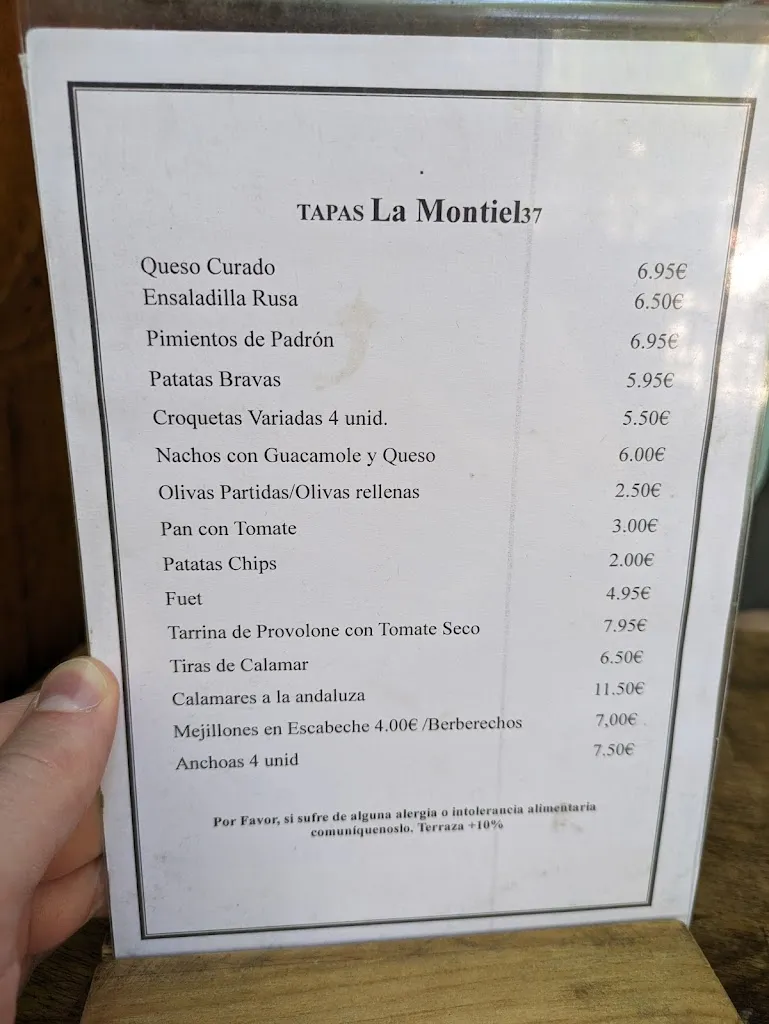 TAPAS La Montiel37
Queso Curado 6.95€
Ensaladilla Rusa 6.50€
Pimientos de Padrón 6.95€
Patatas Bravas 5.95€
Croquetas Variadas 4 unid. 5.50€
Nachos con Guacamole y Queso 6.00€
Olivas Partidas/Olivas rellenas 2.50€
Pan con Tomate 3.00€
Patatas Chips 2.00€
Fuet 4.95€
Tarrina de Provolone con Tomate Seco 7.95€
Tiras de Calamar 6.50€
Calamares a la andaluza 11.50€
Mejillones en Escabeche 4.00€ /Berberechos 7,00€
Anchoas 4 unid 7.50€
Por Favor, si sufre de alguna alergia o intolerancia alimentaria
comuníquenoslo. Terraza +10%